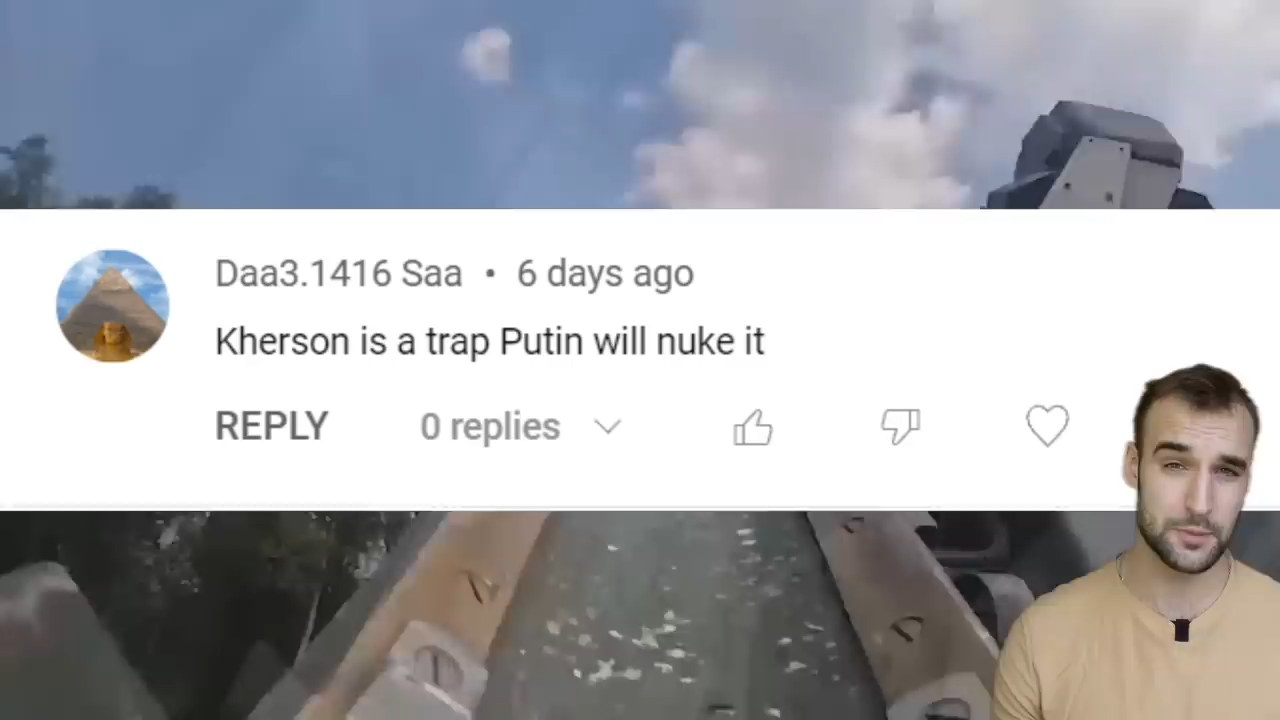 Daa3.1416 Saa • 6 days ago
Kherson is a trap Putin will nuke it
REPLY 0 replies